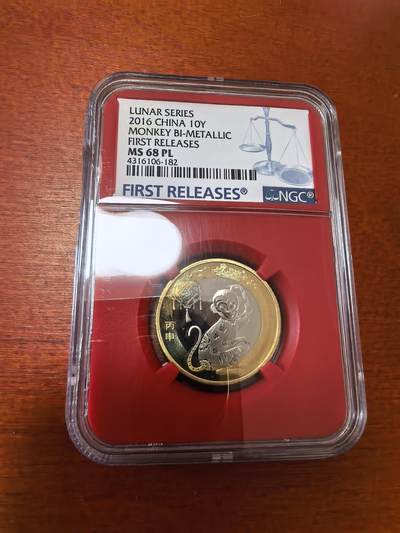 LUNAR SERIES
2016 CHINA 10Y
MONKEY BI-METALLIC
FIRST RELEASES
MS 68 PL
4316106-182
FIRST RELEASES®
NGC®
丙申